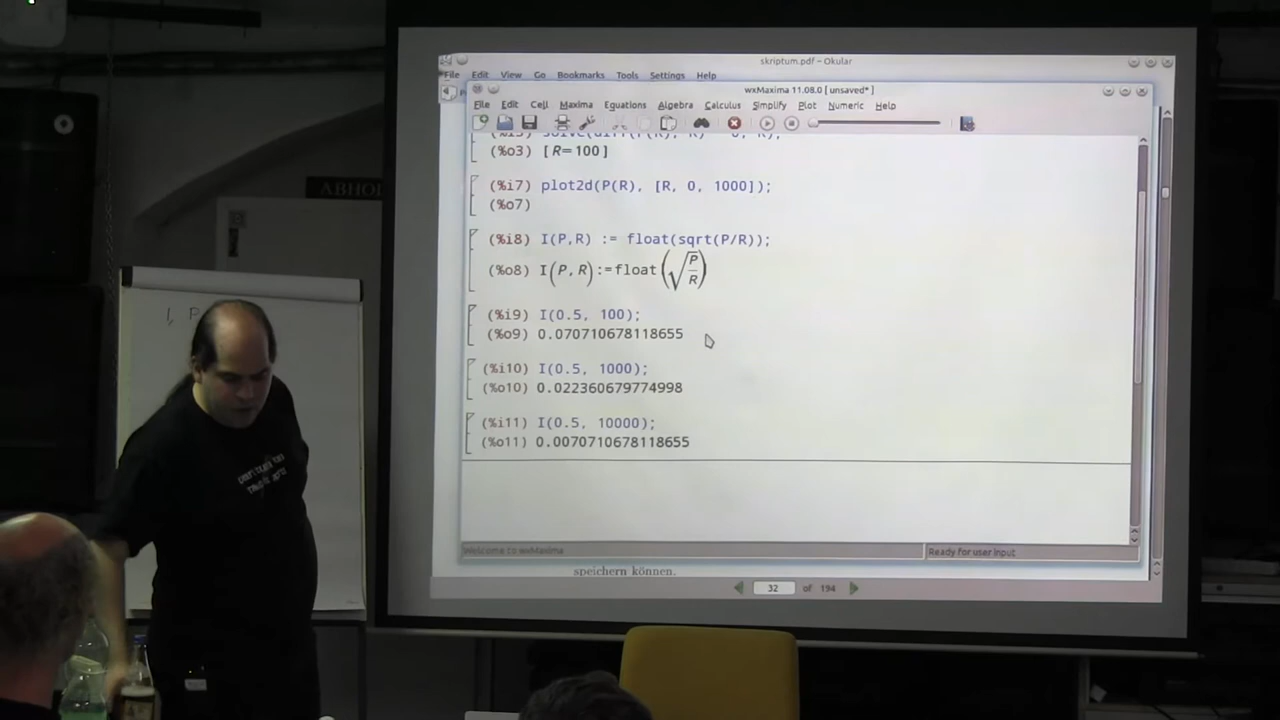 skriptum.pdf – Okular
File Edit View Go Bookmarks Tools Settings Help
wxMaxima 11.08.0 [ unsaved* ]
File Edit Cell Maxima Equations Algebra Calculus Simplify Plot Numeric Help
(%o3) [R=100]
(%i7) plot2d(P(R), [R, 0, 1000]);
(%o7)
(%i8) I(P,R) := float(sqrt(P/R));
(%o8) I(P,R):=float(√(P/R))
(%i9) I(0.5, 100);
(%o9) 0.070710678118655
(%i10) I(0.5, 1000);
(%o10) 0.022360679774998
(%i11) I(0.5, 10000);
(%o11) 0.0070710678118655
Welcome to wxMaxima Ready for user input
speichern können.
32 of 194
ABHOL
I, P